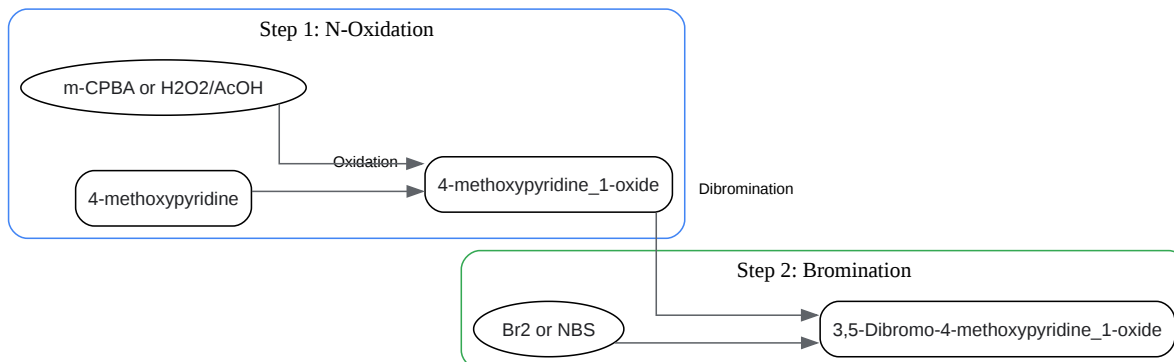 Step 1: N-Oxidation
m-CPBA or H2O2/AcOH
Oxidation
4-methoxypyridine
4-methoxypyridine_1-oxide
Dibromination
Step 2: Bromination
Br2 or NBS
3,5-Dibromo-4-methoxypyridine_1-oxide